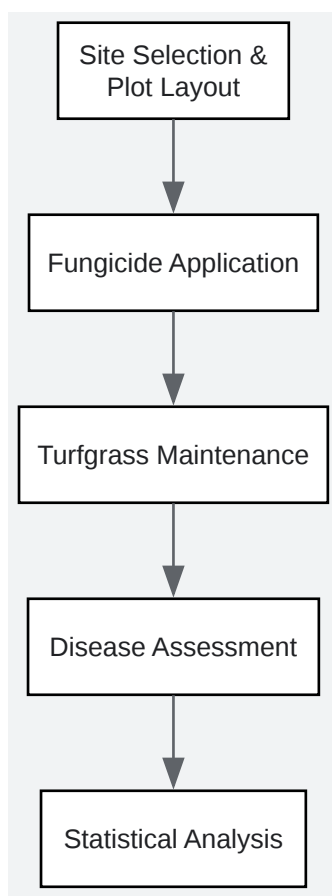 Site Selection &
Plot Layout
Fungicide Application
Turfgrass Maintenance
Disease Assessment
Statistical Analysis